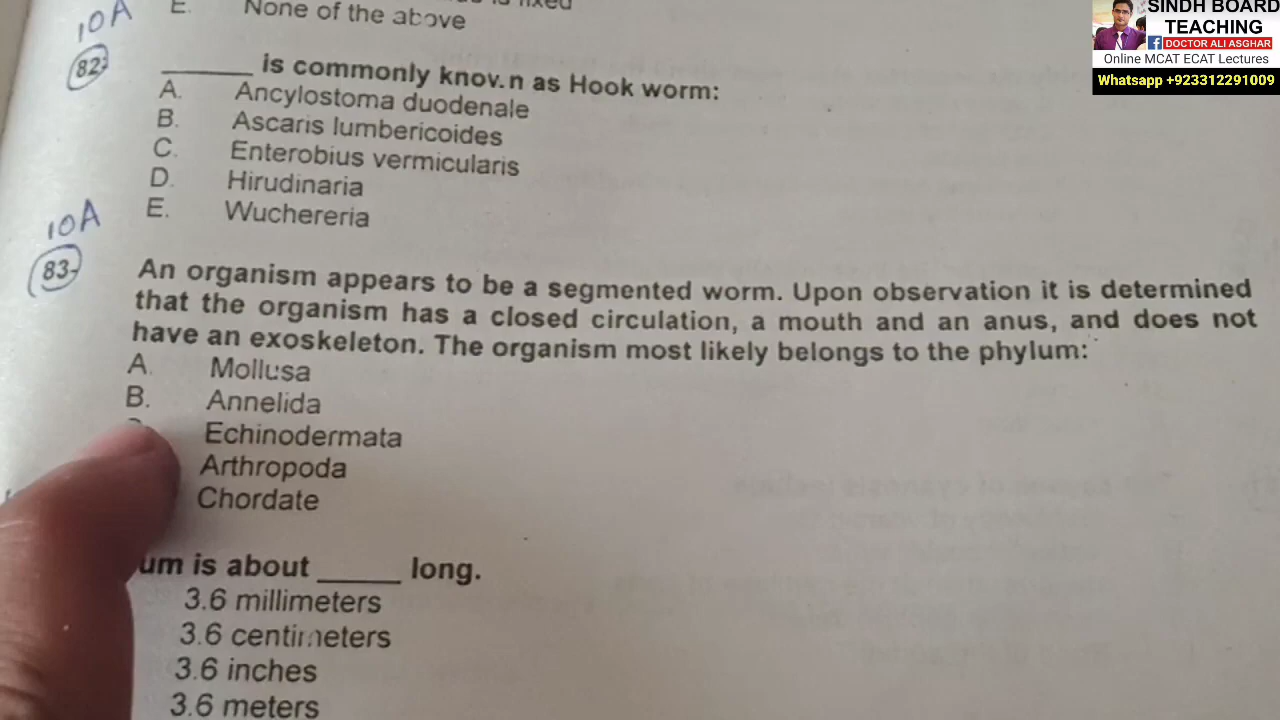 SINDH BOARD
TEACHING
DOCTOR ALI ASGHAR
Online MCAT ECAT Lectures
Whatsapp +923312291009
10A
E. None of the above
82
______ is commonly known as Hook worm:
A. Ancylostoma duodenale
B. Ascaris lumbericoides
C. Enterobius vermicularis
D. Hirudinaria
E. Wuchereria
10A
83-
An organism appears to be a segmented worm. Upon observation it is determined
that the organism has a closed circulation, a mouth and an anus, and does not
have an exoskeleton. The organism most likely belongs to the phylum:
A. Mollusa
B. Annelida
Echinodermata
Arthropoda
Chordate
um is about _____ long.
3.6 millimeters
3.6 centimeters
3.6 inches
3.6 meters